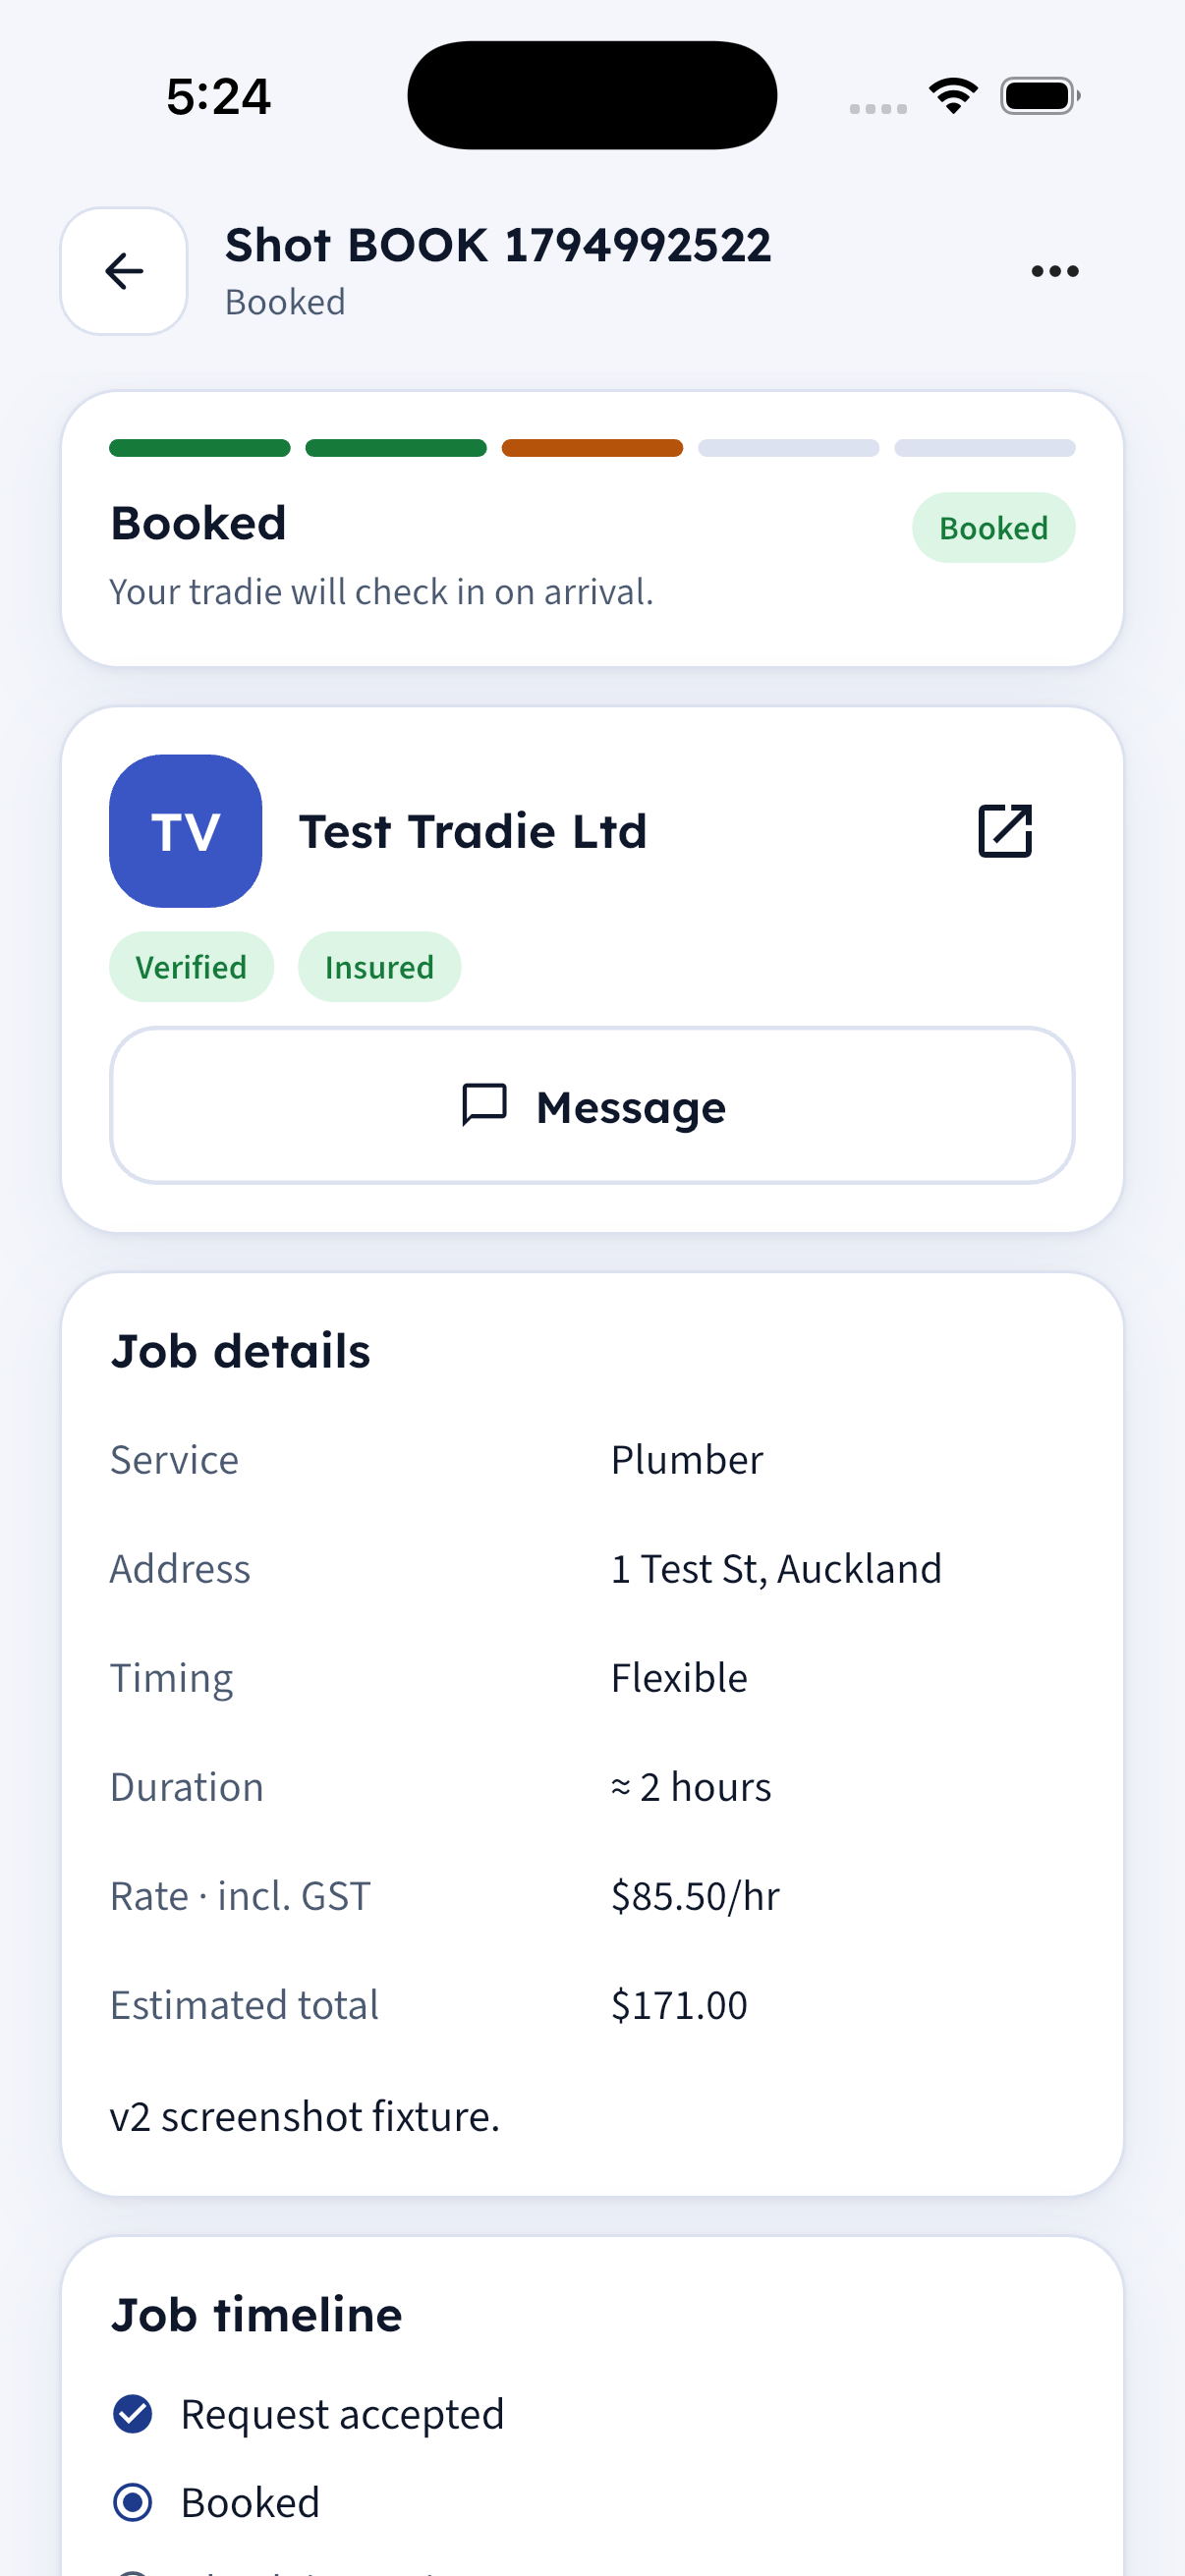 5:24
Shot BOOK 1794992522
Booked
Booked
Booked
Your tradie will check in on arrival.
TV
Test Tradie Ltd
Verified
Insured
Message
Job details
Service
Plumber
Address
1 Test St, Auckland
Timing
Flexible
Duration
≈ 2 hours
Rate · incl. GST
$85.50/hr
Estimated total
$171.00
v2 screenshot fixture.
Job timeline
Request accepted
Booked